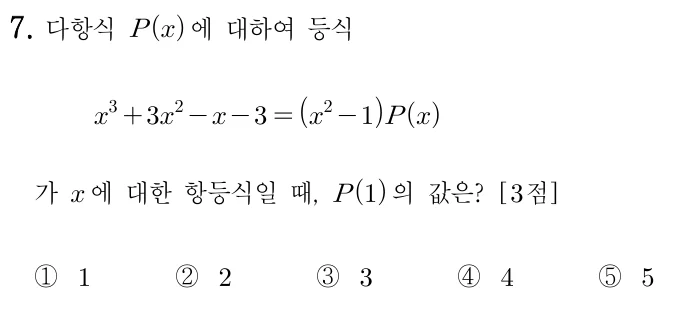 7. 다항식 P(x)에 대하여 등식
x³+3x²-x-3=(x²-1)P(x)
가 x에 대한 항등식일 때, P(1)의 값은? [3점]
① 1 ② 2 ③ 3 ④ 4 ⑤ 5